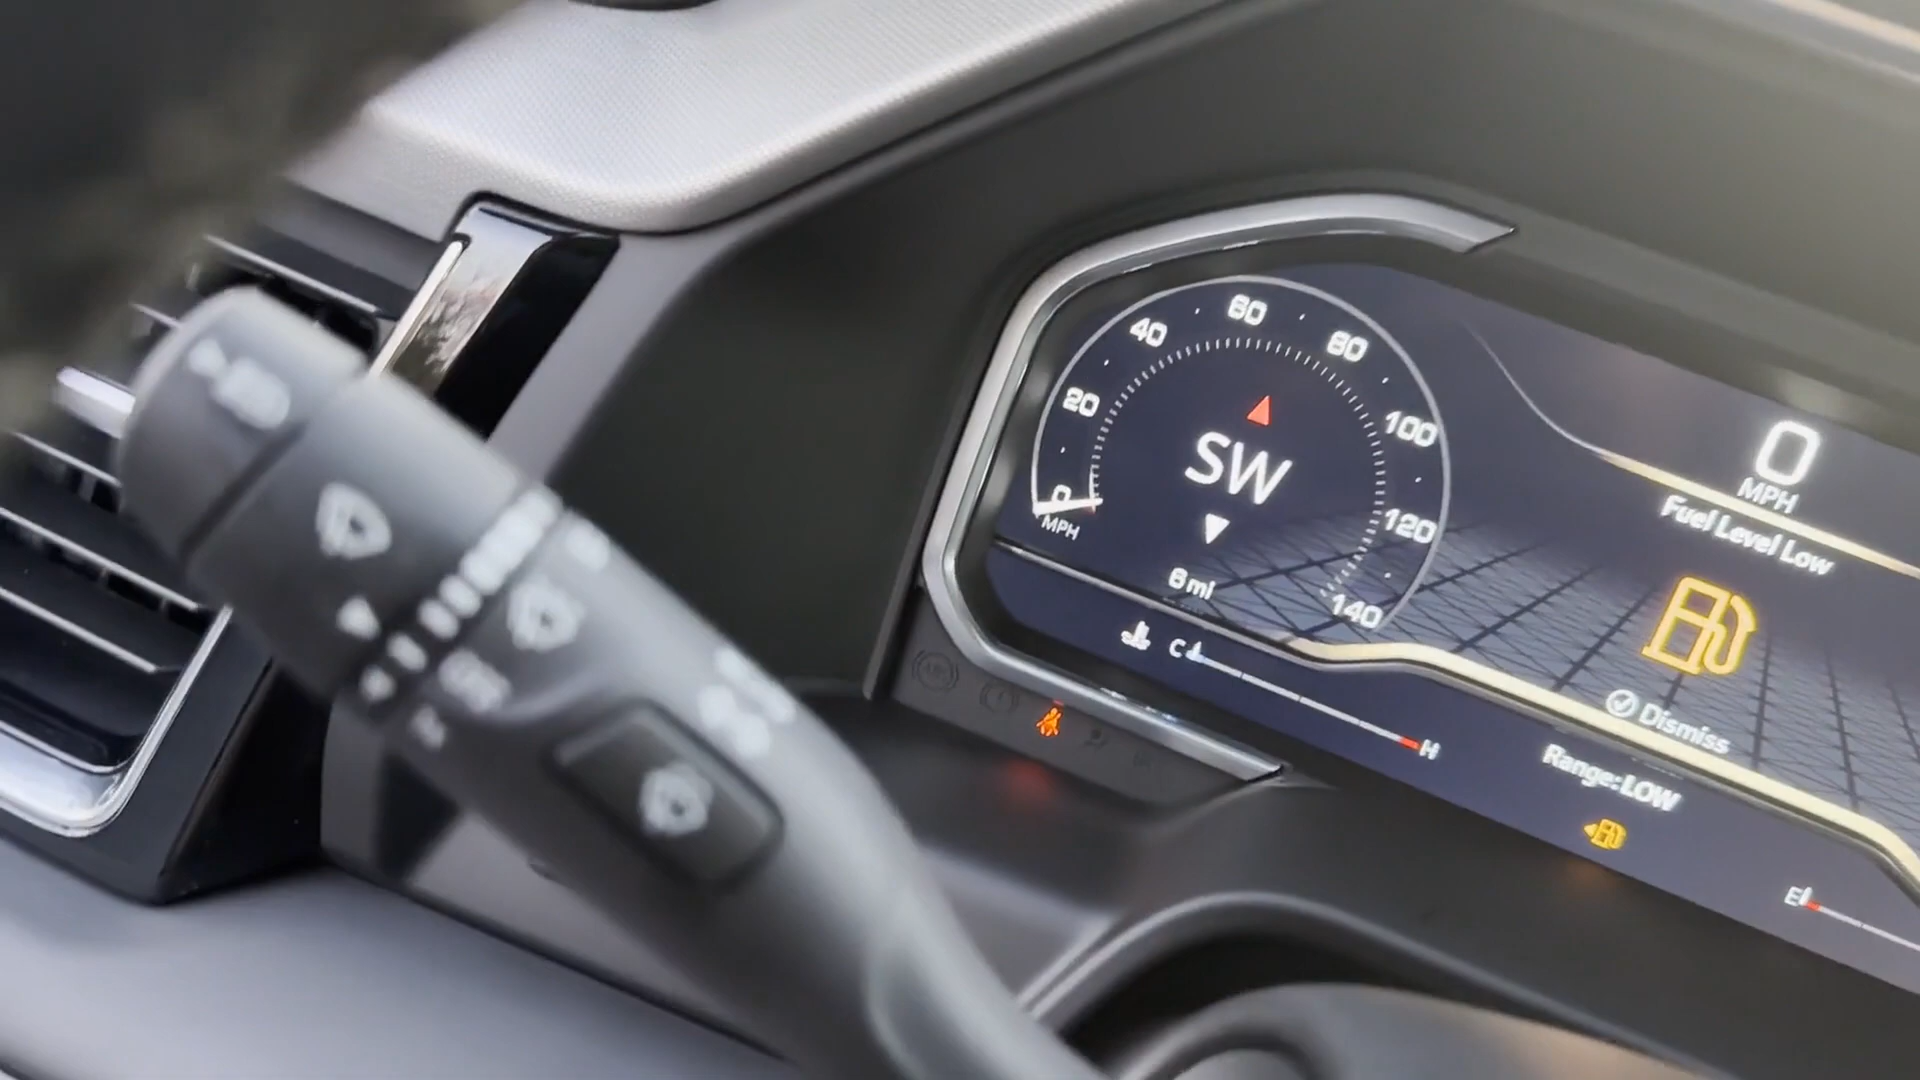 0
20
40
60
80
100
120
140
MPH
SW
6 mi
C
H
0
MPH
Fuel Level Low
Dismiss
Range: LOW
E
OFF